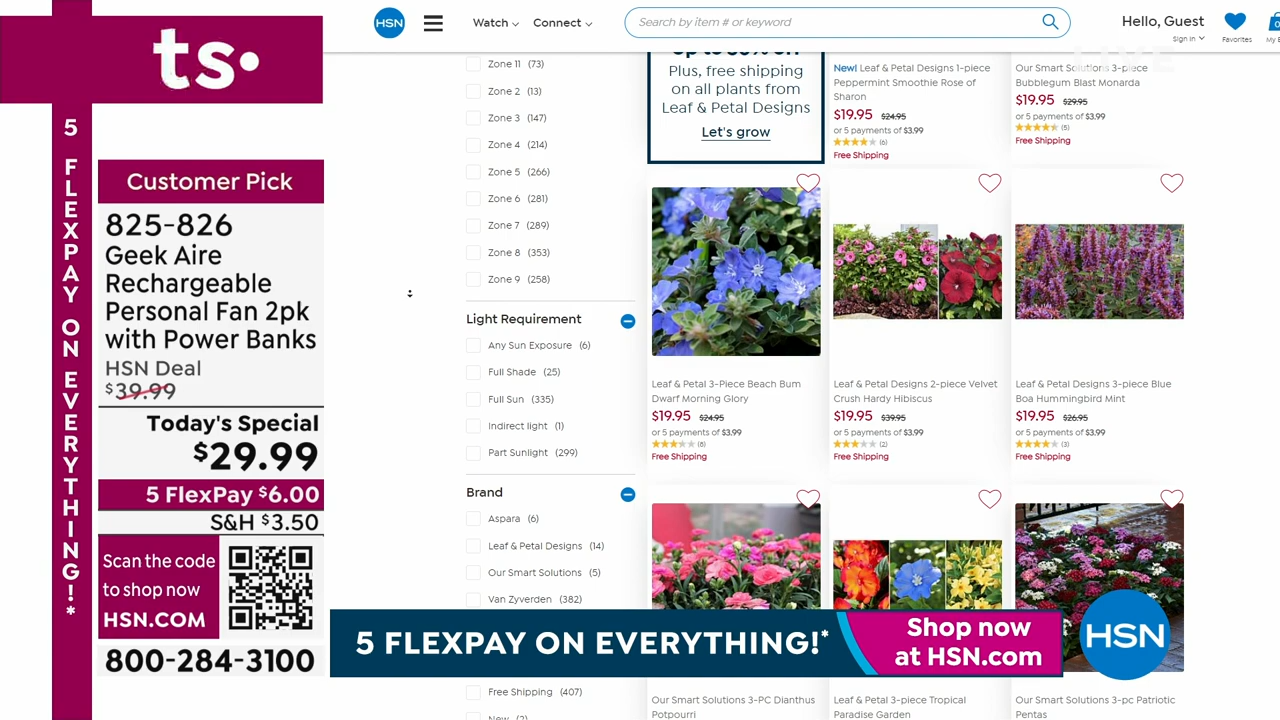 ts.
5 FLEXPAY ON EVERYTHING!*
Customer Pick
825-826
Geek Aire
Rechargeable
Personal Fan 2pk
with Power Banks
HSN Deal
$39.99
Today's Special
$29.99
5 FlexPay $6.00
S&H $3.50
Scan the code
to shop now
HSN.COM
800-284-3100
HSN
Watch
Connect
Search by item # or keyword
Hello, Guest
Sign In
Favorites
LIVE
Zone 11 (73)
Zone 2 (13)
Zone 3 (147)
Zone 4 (214)
Zone 5 (266)
Zone 6 (281)
Zone 7 (289)
Zone 8 (353)
Zone 9 (258)
Light Requirement
Any Sun Exposure (6)
Full Shade (25)
Full Sun (335)
Indirect light (1)
Part Sunlight (299)
Brand
Aspara (6)
Leaf & Petal Designs (14)
Our Smart Solutions (5)
Van Zyverden (382)
Free Shipping (407)
New (2)
Plus, free shipping
on all plants from
Leaf & Petal Designs
Let's grow
New! Leaf & Petal Designs 1-piece
Peppermint Smoothie Rose of
Sharon
$19.95 $24.95
or 5 payments of $3.99
(6)
Free Shipping
Our Smart Solutions 3-piece
Bubblegum Blast Monarda
$19.95 $29.95
or 5 payments of $3.99
(5)
Free Shipping
Leaf & Petal 3-Piece Beach Bum
Dwarf Morning Glory
$19.95 $24.95
or 5 payments of $3.99
(6)
Free Shipping
Leaf & Petal Designs 2-piece Velvet
Crush Hardy Hibiscus
$19.95 $39.95
or 5 payments of $3.99
(2)
Free Shipping
Leaf & Petal Designs 3-piece Blue
Boa Hummingbird Mint
$19.95 $26.95
or 5 payments of $3.99
(3)
Free Shipping
5 FLEXPAY ON EVERYTHING!*
Shop now
at HSN.com
HSN
Our Smart Solutions 3-PC Dianthus
Potpourri
Leaf & Petal 3-piece Tropical
Paradise Garden
Our Smart Solutions 3-pc Patriotic
Pentas